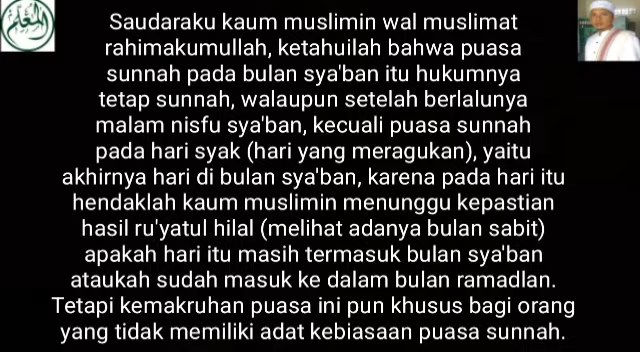 Saudaraku kaum muslimin wal muslimat
rahimakumullah, ketahuilah bahwa puasa
sunnah pada bulan sya'ban itu hukumnya
tetap sunnah, walaupun setelah berlalunya
malam nisfu sya'ban, kecuali puasa sunnah
pada hari syak (hari yang meragukan), yaitu
akhirnya hari di bulan sya'ban, karena pada hari itu
hendaklah kaum muslimin menunggu kepastian
hasil ru'yatul hilal (melihat adanya bulan sabit)
apakah hari itu masih termasuk bulan sya'ban
ataukah sudah masuk ke dalam bulan ramadlan.
Tetapi kemakruhan puasa ini pun khusus bagi orang
yang tidak memiliki adat kebiasaan puasa sunnah.